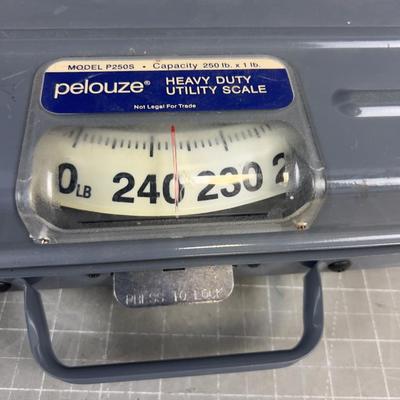 MODEL P250S • Capacity 250 lb. x 1 lb.
pelouze® HEAVY DUTY
UTILITY SCALE
Not Legal For Trade
0LB 240 230 2
PRESS TO LOCK